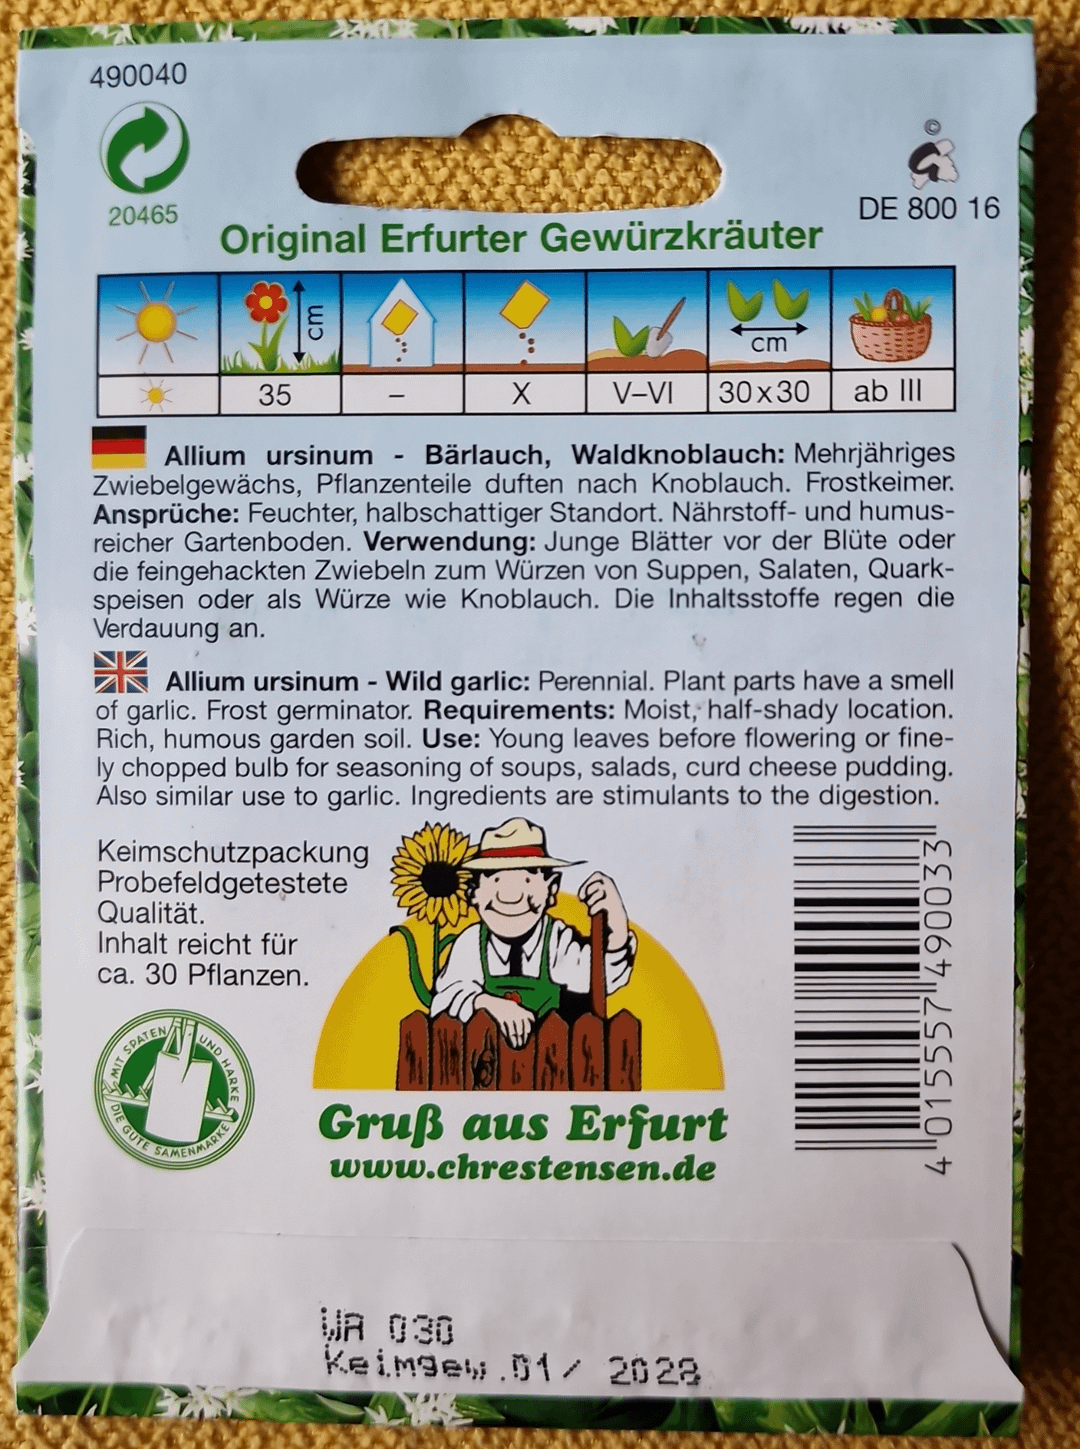 490040
20465
©
DE 800 16
Original Erfurter Gewürzkräuter
cm
cm
35
–
X
V–VI
30x30
ab III
Allium ursinum - Bärlauch, Waldknoblauch: Mehrjähriges
Zwiebelgewächs, Pflanzenteile duften nach Knoblauch. Frostkeimer.
Ansprüche: Feuchter, halbschattiger Standort. Nährstoff- und humus-
reicher Gartenboden. Verwendung: Junge Blätter vor der Blüte oder
die feingehackten Zwiebeln zum Würzen von Suppen, Salaten, Quark-
speisen oder als Würze wie Knoblauch. Die Inhaltsstoffe regen die
Verdauung an.
Allium ursinum - Wild garlic: Perennial. Plant parts have a smell
of garlic. Frost germinator. Requirements: Moist, half-shady location.
Rich, humous garden soil. Use: Young leaves before flowering or fine-
ly chopped bulb for seasoning of soups, salads, curd cheese pudding.
Also similar use to garlic. Ingredients are stimulants to the digestion.
Keimschutzpackung
Probefeldgetestete
Qualität.
Inhalt reicht für
ca. 30 Pflanzen.
MIT SPATEN UND HARKE
DIE GUTE SAMENMARKE
Gruß aus Erfurt
www.chrestensen.de
4 015557 490033
WA 030
Keimgew.01/ 2028